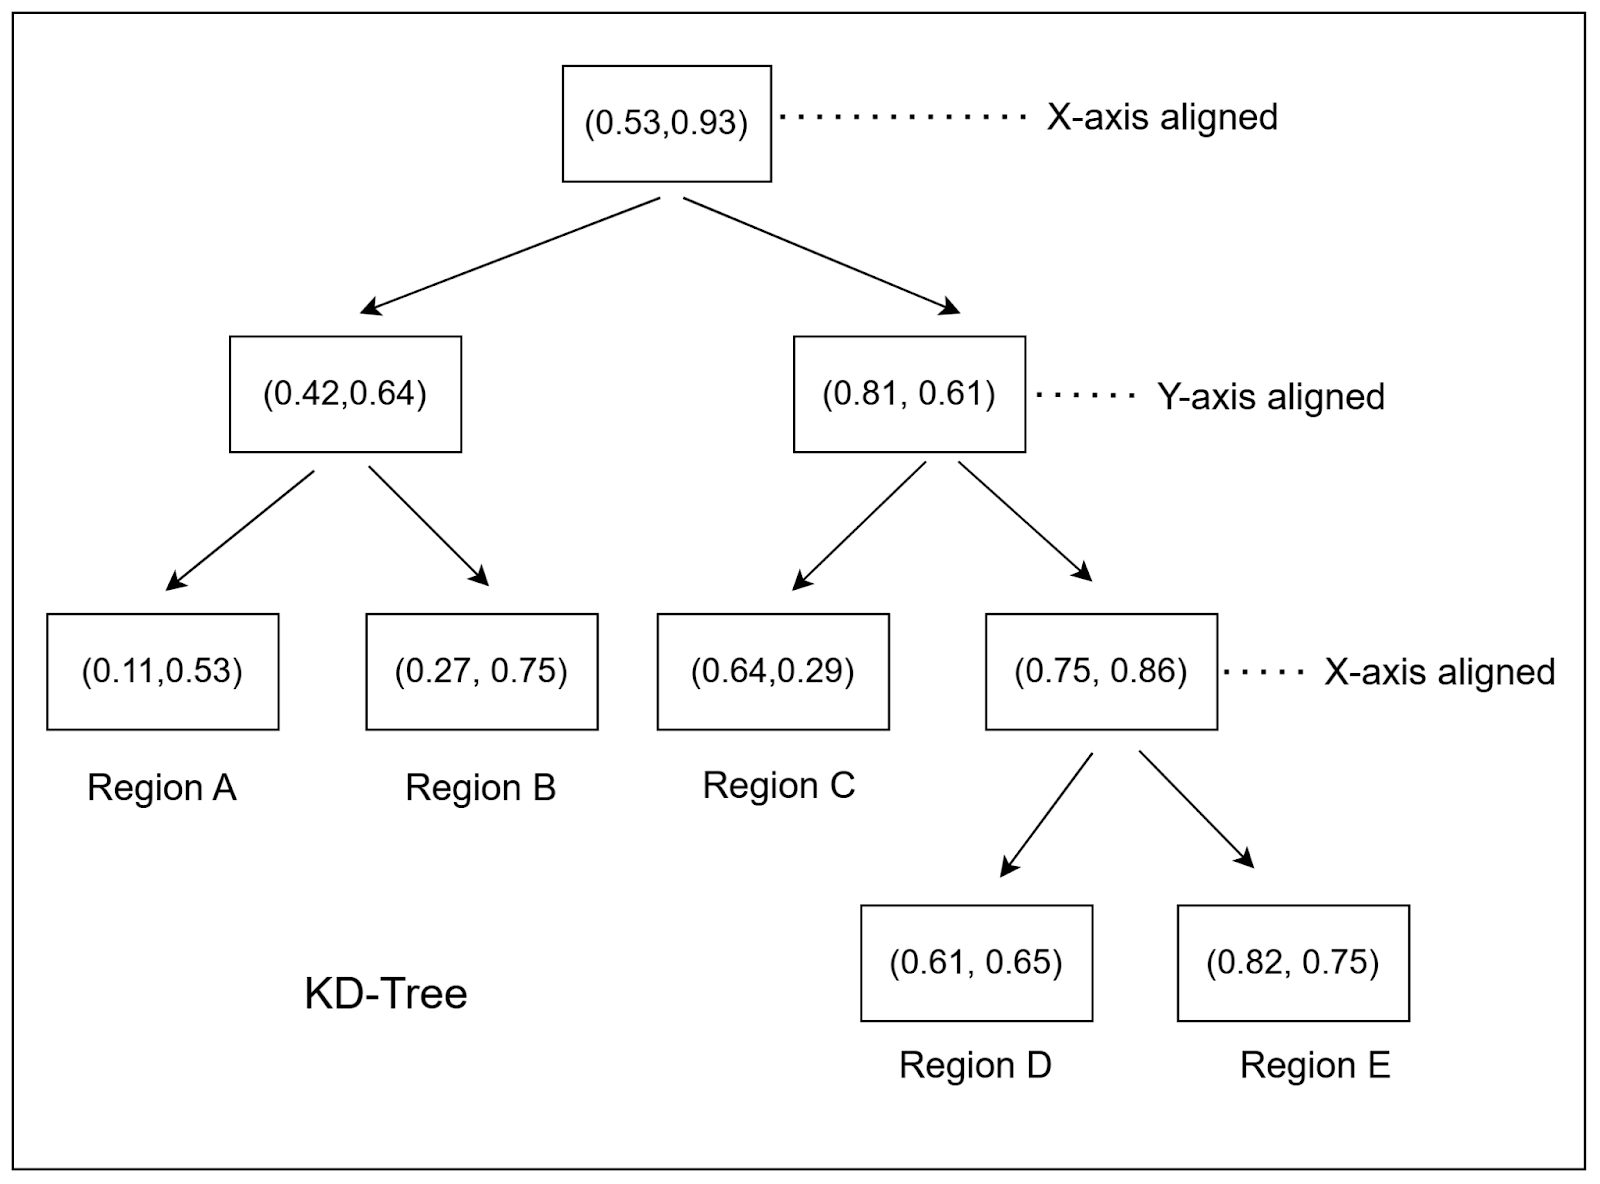 (0.53,0.93)
X-axis aligned
(0.42,0.64)
(0.81, 0.61)
Y-axis aligned
(0.11,0.53)
(0.27, 0.75)
(0.64,0.29)
(0.75, 0.86)
X-axis aligned
Region A
Region B
Region C
(0.61, 0.65)
(0.82, 0.75)
KD-Tree
Region D
Region E